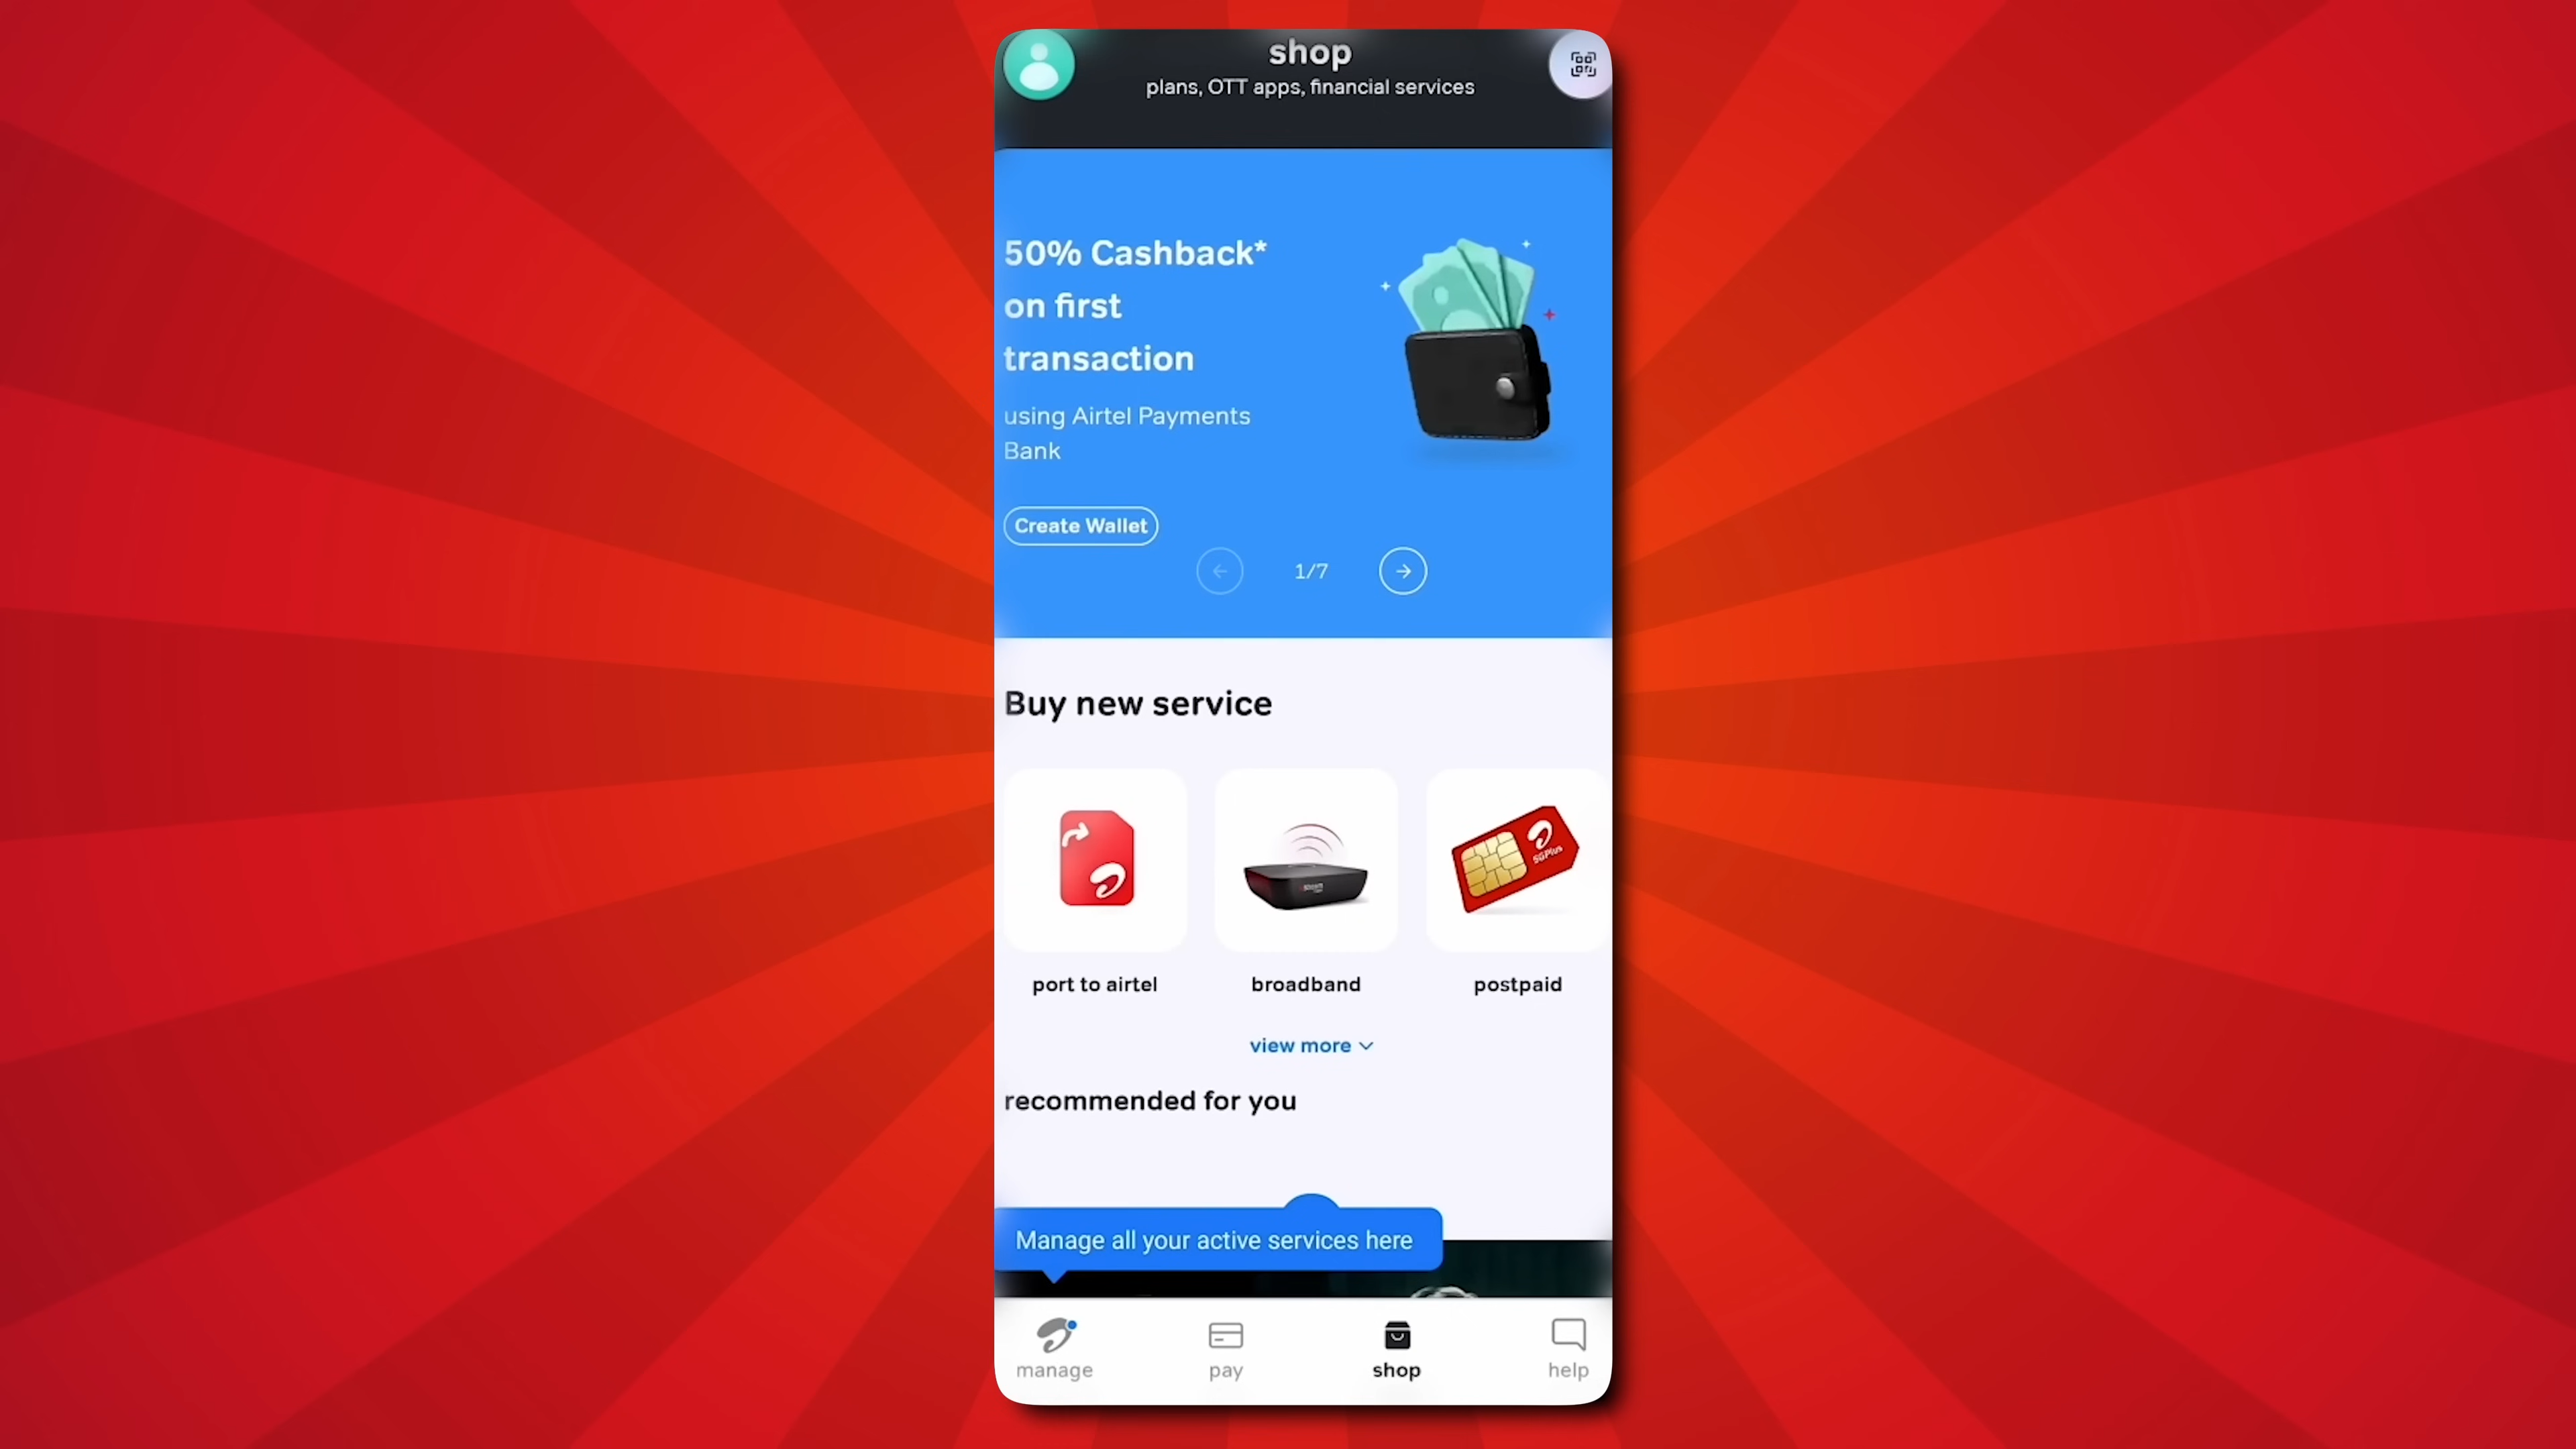 shop
plans, OTT apps, financial services
50% Cashback*
on first
transaction
using Airtel Payments
Bank
Create Wallet
1/7
Buy new service
5GPlus
port to airtel
broadband
postpaid
view more
recommended for you
Manage all your active services here
manage
pay
shop
help